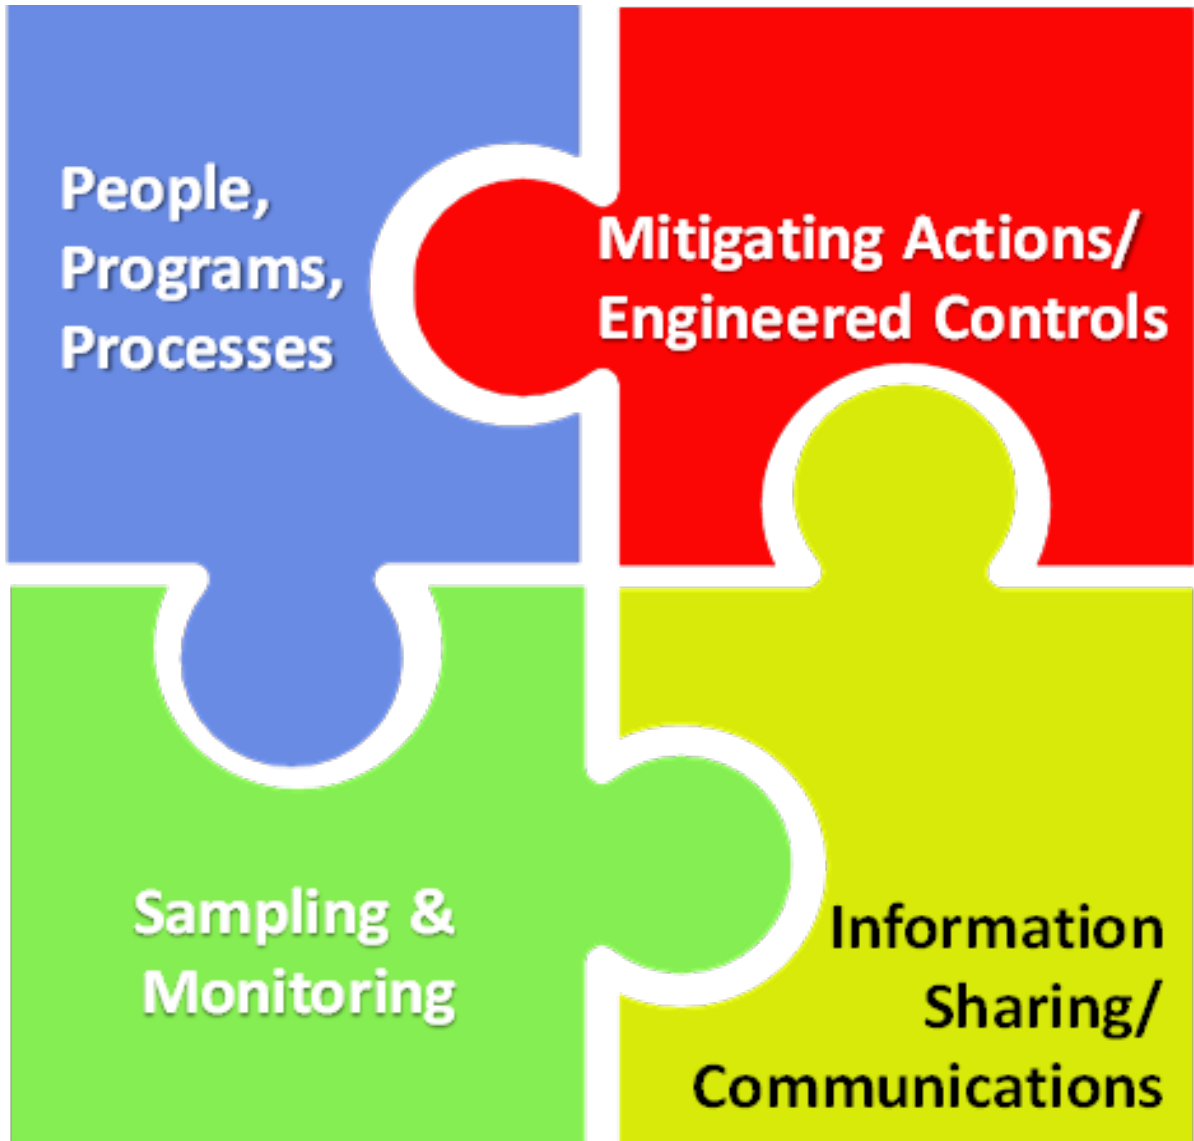 People,
Programs,
Processes
Mitigating Actions/
Engineered Controls
Sampling &
Monitoring
Information
Sharing/
Communications